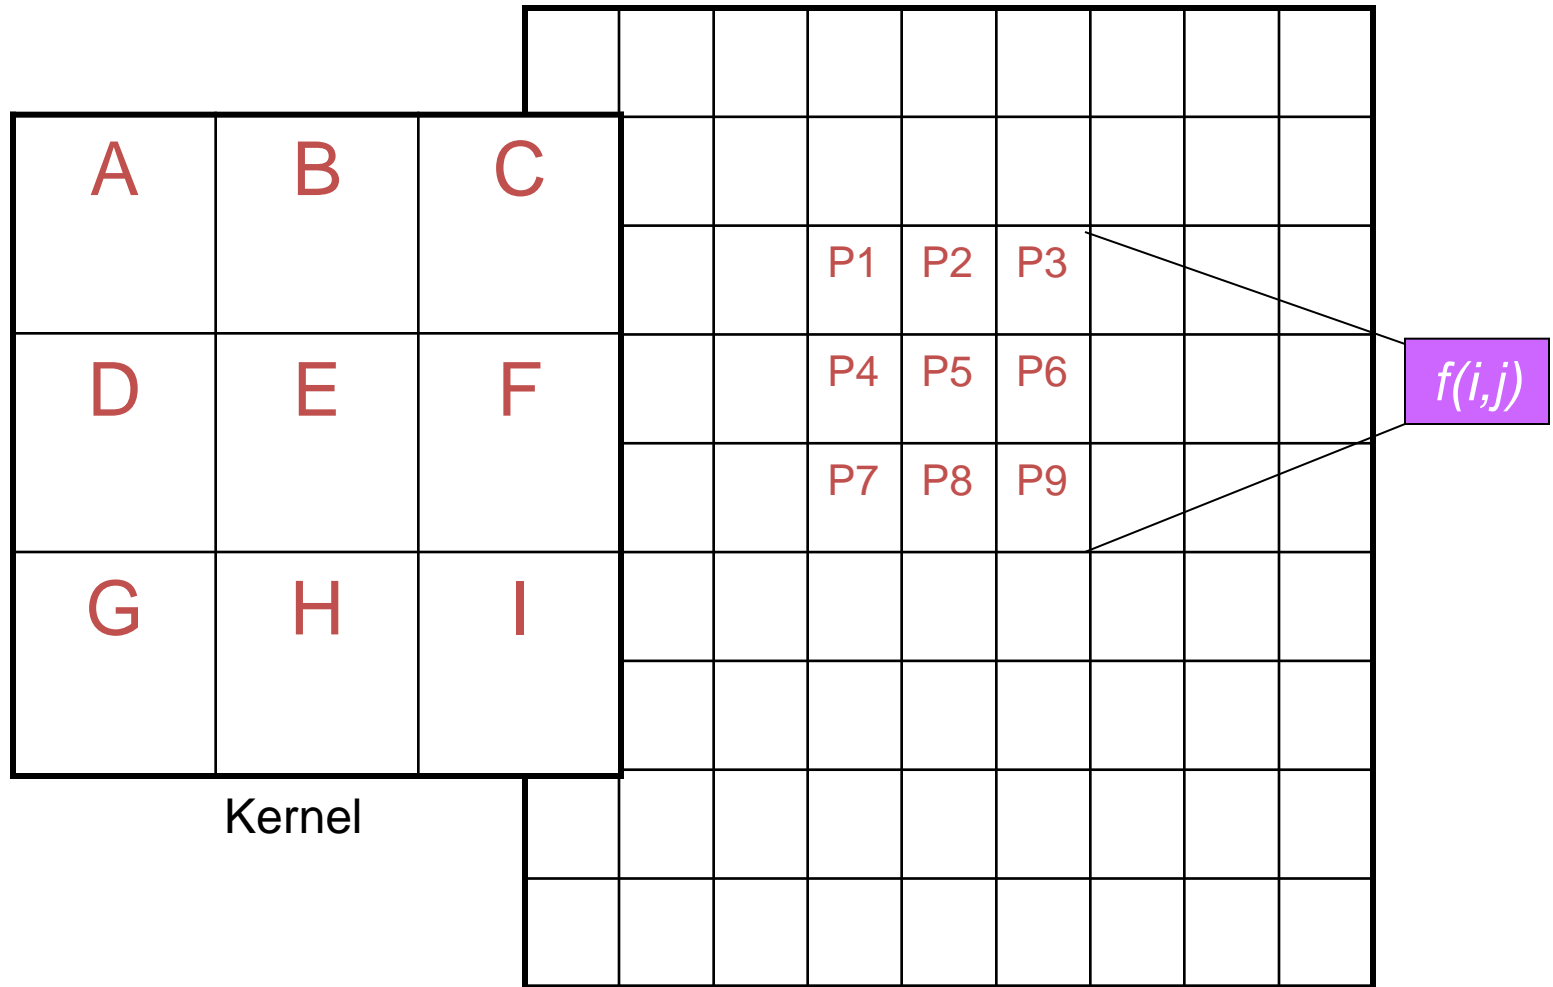 A B C
P1 P2 P3
D E F
P4 P5 P6
f(i,j)
P7 P8 P9
G H I
Kernel